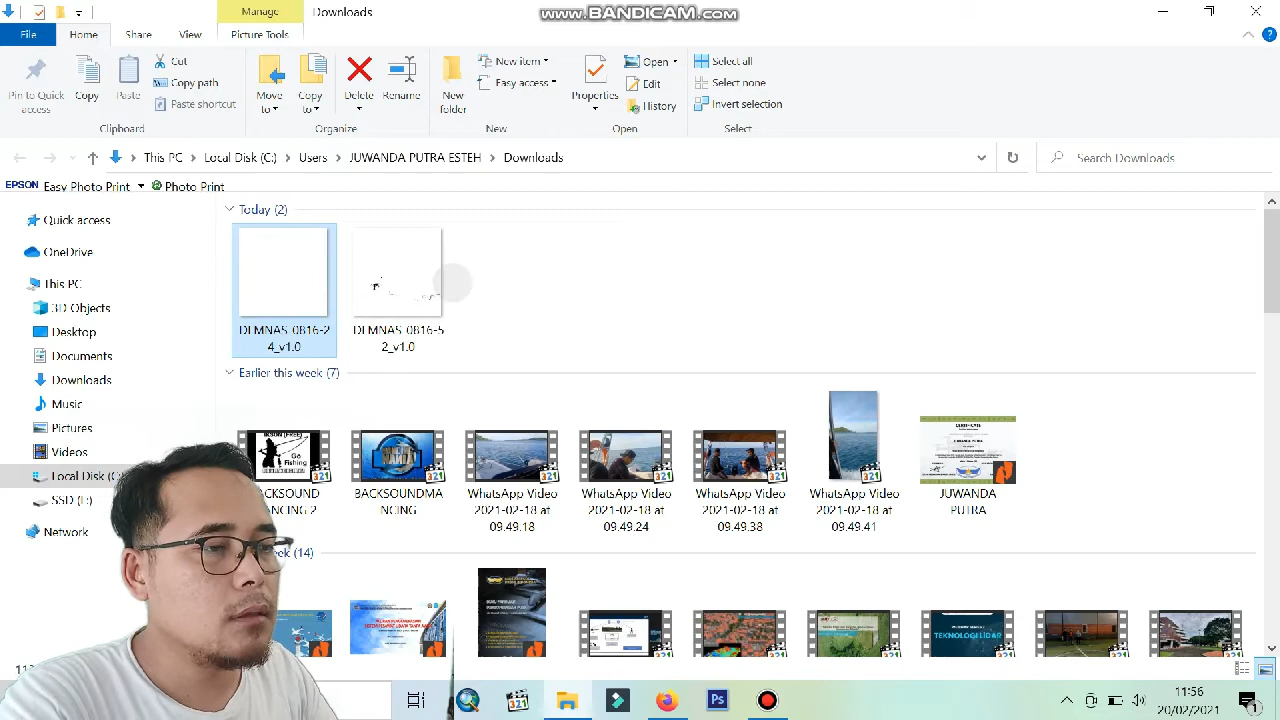 Manage
Downloads
www.BANDICAM.com
File
Home
Share
View
Picture Tools
Pin to Quick access
Copy
Paste
Cut
Copy path
Paste shortcut
Clipboard
Move to
Copy to
Delete
Rename
Organize
New folder
New item
Easy access
New
Properties
Open
Edit
History
Open
Select all
Select none
Invert selection
Select
This PC
Local Disk (C:)
Users
JUWANDA PUTRA ESTEH
Downloads
Search Downloads
EPSON
Easy Photo Print
Photo Print
Quick access
OneDrive
This PC
3D Objects
Desktop
Documents
Downloads
Music
Pictures
Network
Today (2)
DEMNAS_0816-2
4_v1.0
DEMNAS_0816-5
2_v1.0
Earlier this week (7)
BACKSOUNDMA
NCING
WhatsApp Video
2021-02-18 at
09.49.18
WhatsApp Video
2021-02-18 at
09.49.24
WhatsApp Video
2021-02-18 at
09.49.38
WhatsApp Video
2021-02-18 at
09.49.41
JUWANDA
PUTRA
TEKNOLOGI LIDAR
11:56
20/02/2021